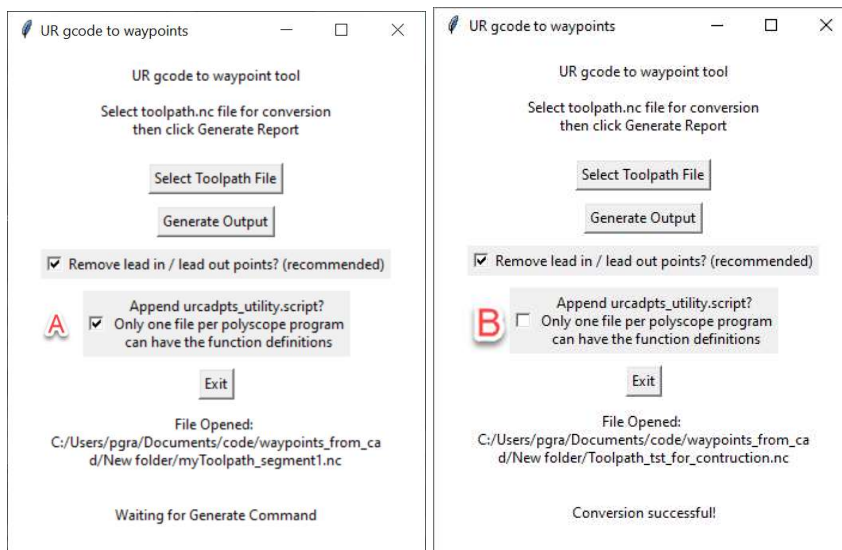 UR gcode to waypoints
UR gcode to waypoint tool
Select toolpath.nc file for conversion
then click Generate Report
Select Toolpath File
Generate Output
Remove lead in / lead out points? (recommended)
A
Append urcadpts_utility.script?
Only one file per polyscope program
can have the function definitions
Exit
File Opened:
C:/Users/pgra/Documents/code/waypoints_from_ca
d/New folder/myToolpath_segment1.nc
Waiting for Generate Command
UR gcode to waypoints
UR gcode to waypoint tool
Select toolpath.nc file for conversion
then click Generate Report
Select Toolpath File
Generate Output
Remove lead in / lead out points? (recommended)
B
Append urcadpts_utility.script?
Only one file per polyscope program
can have the function definitions
Exit
File Opened:
C:/Users/pgra/Documents/code/waypoints_from_ca
d/New folder/Toolpath_tst_for_contruction.nc
Conversion successful!